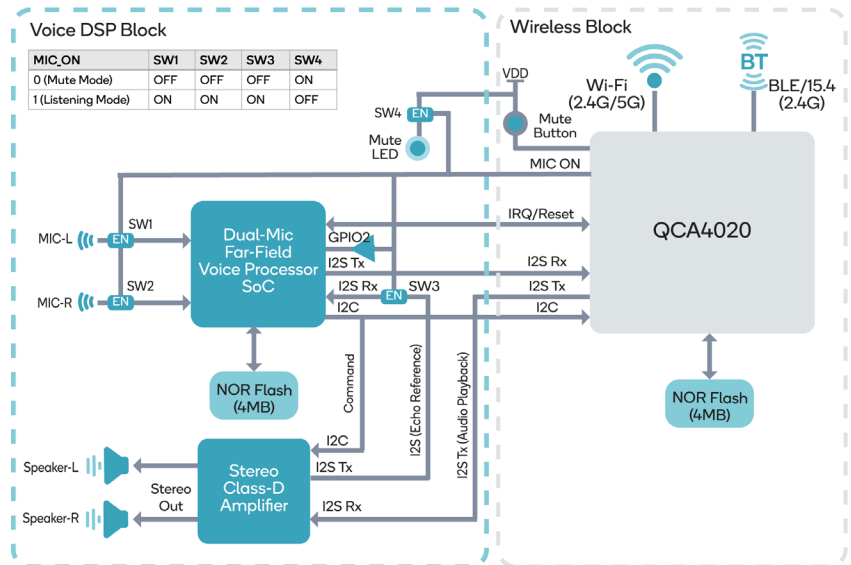 Voice DSP Block
MIC_ON SW1 SW2 SW3 SW4
0 (Mute Mode) OFF OFF OFF ON
1 (Listening Mode) ON ON ON OFF
Wireless Block
VDD
BT
Wi-Fi
(2.4G/5G)
BLE/15.4
(2.4G)
SW4
EN
Mute
LED
Mute
Button
MIC ON
QCA4020
MIC-L
EN
SW1
MIC-R
EN
SW2
Dual-Mic
Far-Field
Voice Processor
SoC
IRQ/Reset
GPIO2
I2S Tx
I2S Rx
I2S Rx
EN
SW3
I2S Tx
I2C
I2C
NOR Flash
(4MB)
NOR Flash
(4MB)
Command
I2S (Echo Reference)
I2S Tx (Audio Playback)
Speaker-L
Speaker-R
Stereo
Out
Stereo
Class-D
Amplifier
I2C
I2S Tx
I2S Rx